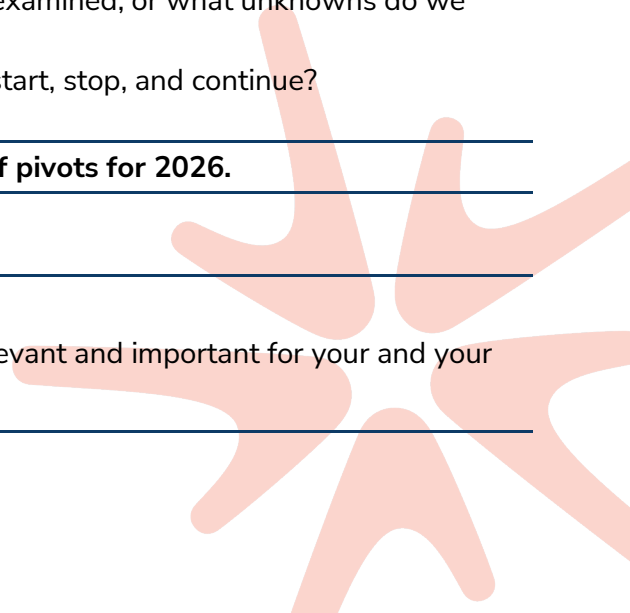 examined, or what unknowns do we
start, stop, and continue?
f pivots for 2026.
evant and important for your and your